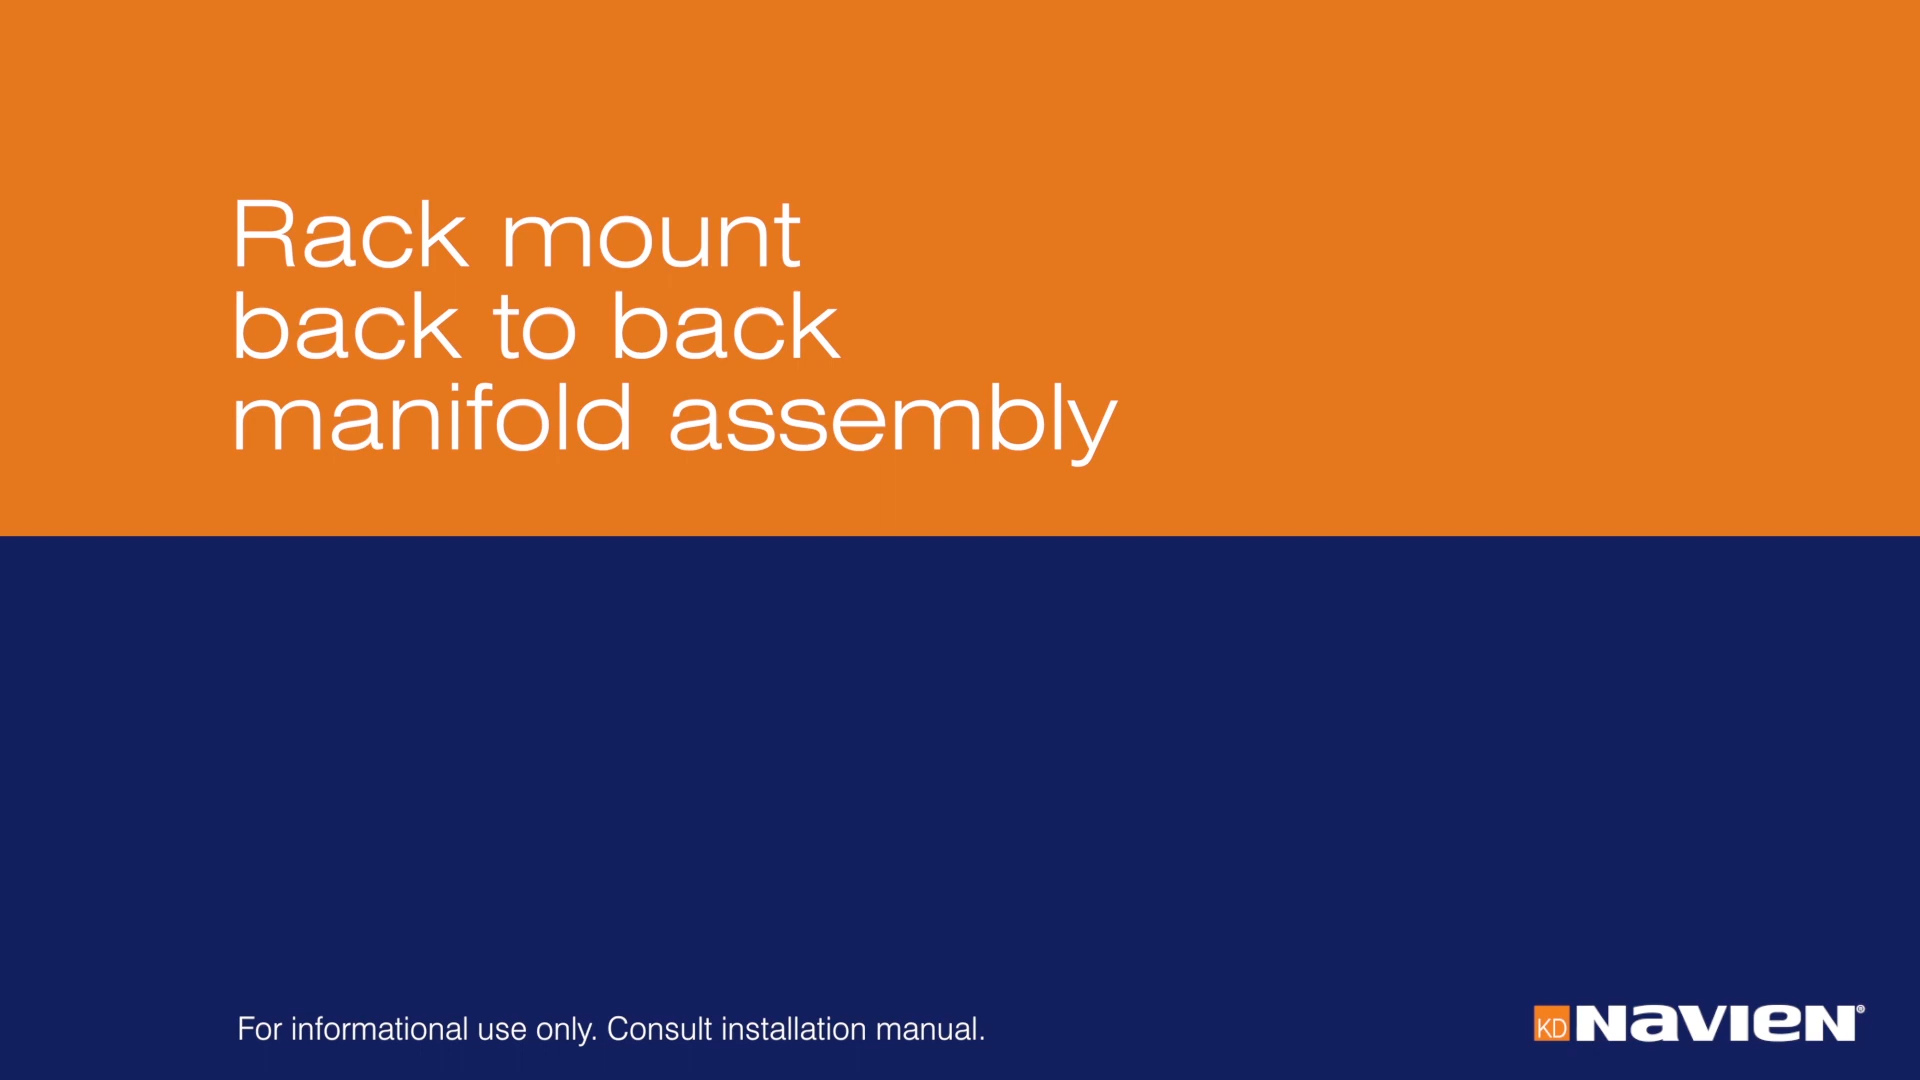 Rack mount
back to back
manifold assembly
For informational use only. Consult installation manual.
KD NAVIEN®